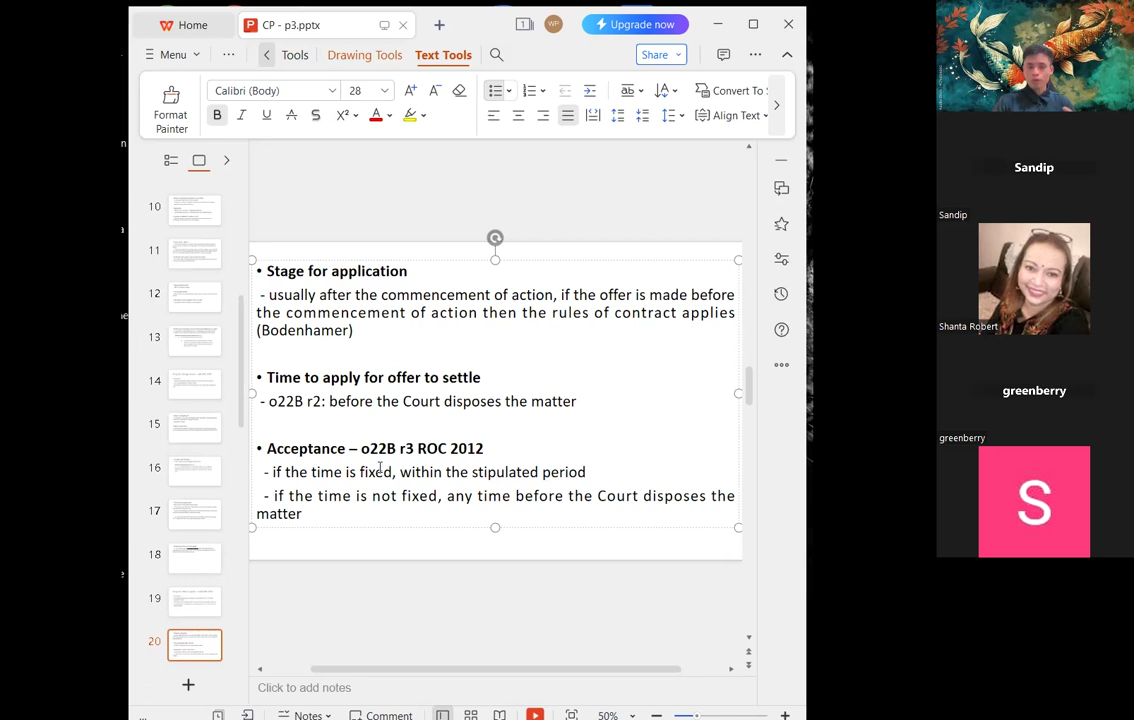 Home
CP - p3.pptx
1
WP
Upgrade now
Menu
Tools
Drawing Tools
Text Tools
Share
Format
Painter
Calibri (Body)
28
Convert To
B I U A S X² A
Align Text
10
11
12
13
14
15
16
17
18
19
20
• Stage for application
- usually after the commencement of action, if the offer is made before
the commencement of action then the rules of contract applies
(Bodenhamer)
• Time to apply for offer to settle
- o22B r2: before the Court disposes the matter
• Acceptance – o22B r3 ROC 2012
- if the time is fixed, within the stipulated period
- if the time is not fixed, any time before the Court disposes the
matter
Click to add notes
Notes
Comment
50%
Sandip
Sandip
Shanta Robert
greenberry
greenberry
S